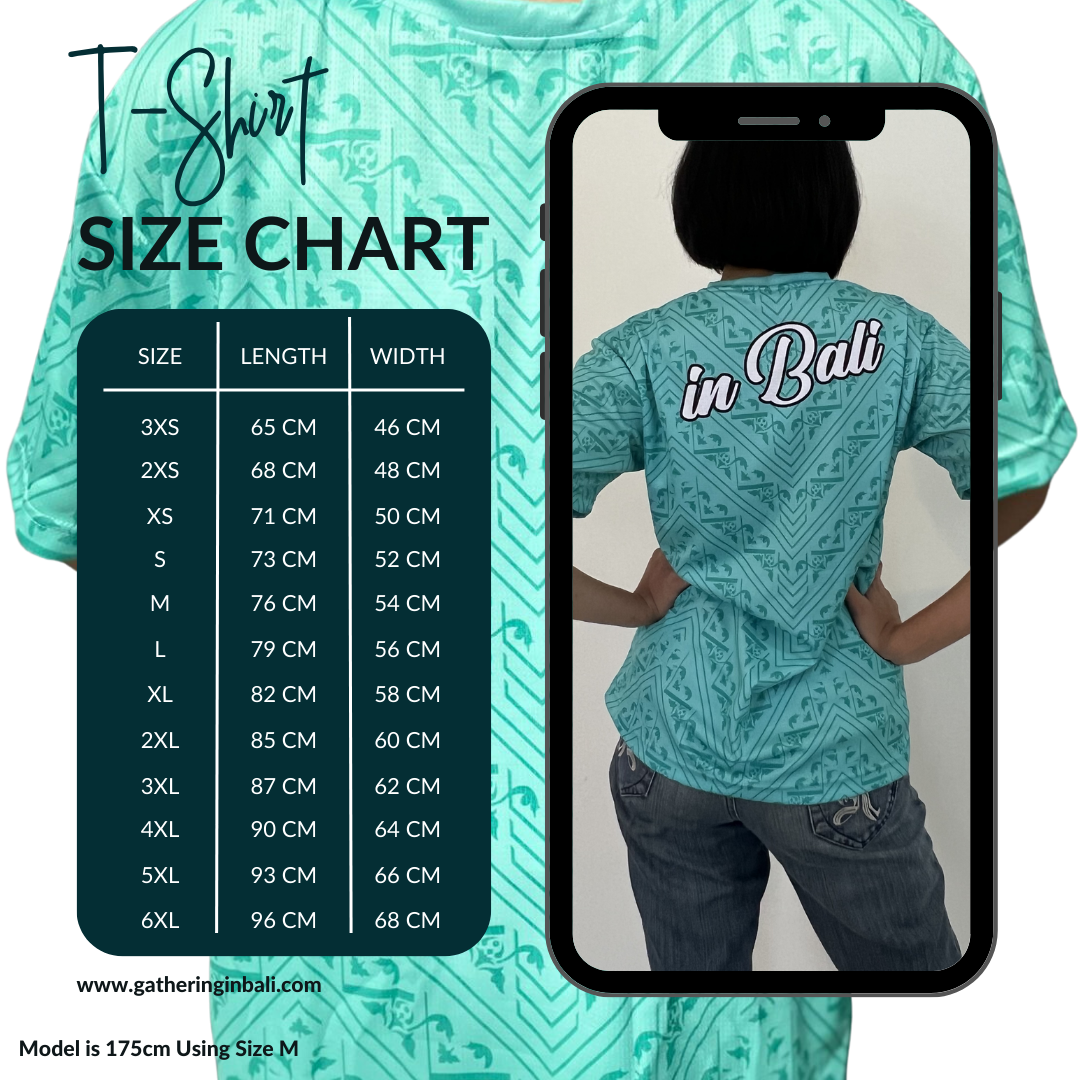 T-Shirt
SIZE CHART
SIZE LENGTH WIDTH
3XS 65 CM 46 CM
2XS 68 CM 48 CM
XS 71 CM 50 CM
S 73 CM 52 CM
M 76 CM 54 CM
L 79 CM 56 CM
XL 82 CM 58 CM
2XL 85 CM 60 CM
3XL 87 CM 62 CM
4XL 90 CM 64 CM
5XL 93 CM 66 CM
6XL 96 CM 68 CM
www.gatheringinbali.com
Model is 175cm Using Size M
in Bali